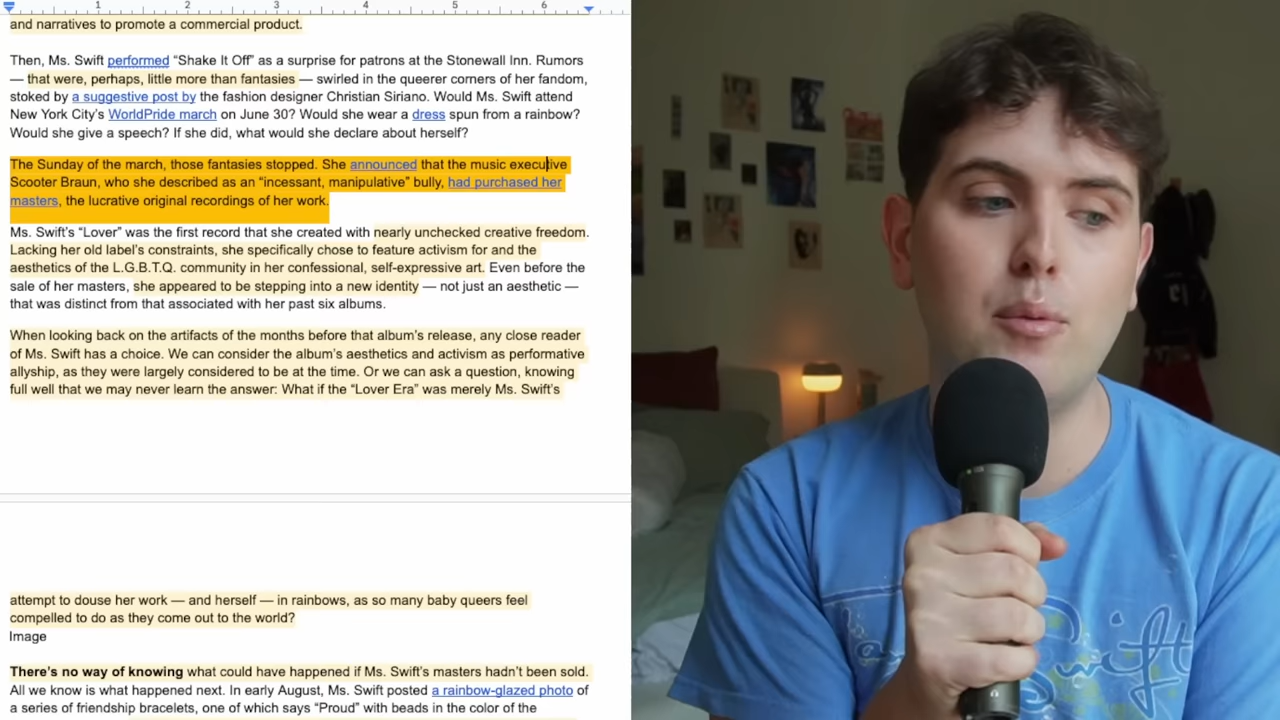 1 2 3 4 5 6
and narratives to promote a commercial product.
Then, Ms. Swift performed “Shake It Off” as a surprise for patrons at the Stonewall Inn. Rumors
— that were, perhaps, little more than fantasies — swirled in the queerer corners of her fandom,
stoked by a suggestive post by the fashion designer Christian Siriano. Would Ms. Swift attend
New York City’s WorldPride march on June 30? Would she wear a dress spun from a rainbow?
Would she give a speech? If she did, what would she declare about herself?
The Sunday of the march, those fantasies stopped. She announced that the music executive
Scooter Braun, who she described as an “incessant, manipulative” bully, had purchased her
masters, the lucrative original recordings of her work.
Ms. Swift’s “Lover” was the first record that she created with nearly unchecked creative freedom.
Lacking her old label’s constraints, she specifically chose to feature activism for and the
aesthetics of the L.G.B.T.Q. community in her confessional, self-expressive art. Even before the
sale of her masters, she appeared to be stepping into a new identity — not just an aesthetic —
that was distinct from that associated with her past six albums.
When looking back on the artifacts of the months before that album’s release, any close reader
of Ms. Swift has a choice. We can consider the album’s aesthetics and activism as performative
allyship, as they were largely considered to be at the time. Or we can ask a question, knowing
full well that we may never learn the answer: What if the “Lover Era” was merely Ms. Swift’s
attempt to douse her work — and herself — in rainbows, as so many baby queers feel
compelled to do as they come out to the world?
Image
There’s no way of knowing what could have happened if Ms. Swift’s masters hadn’t been sold.
All we know is what happened next. In early August, Ms. Swift posted a rainbow-glazed photo of
a series of friendship bracelets, one of which says “Proud” with beads in the color of the
Swift